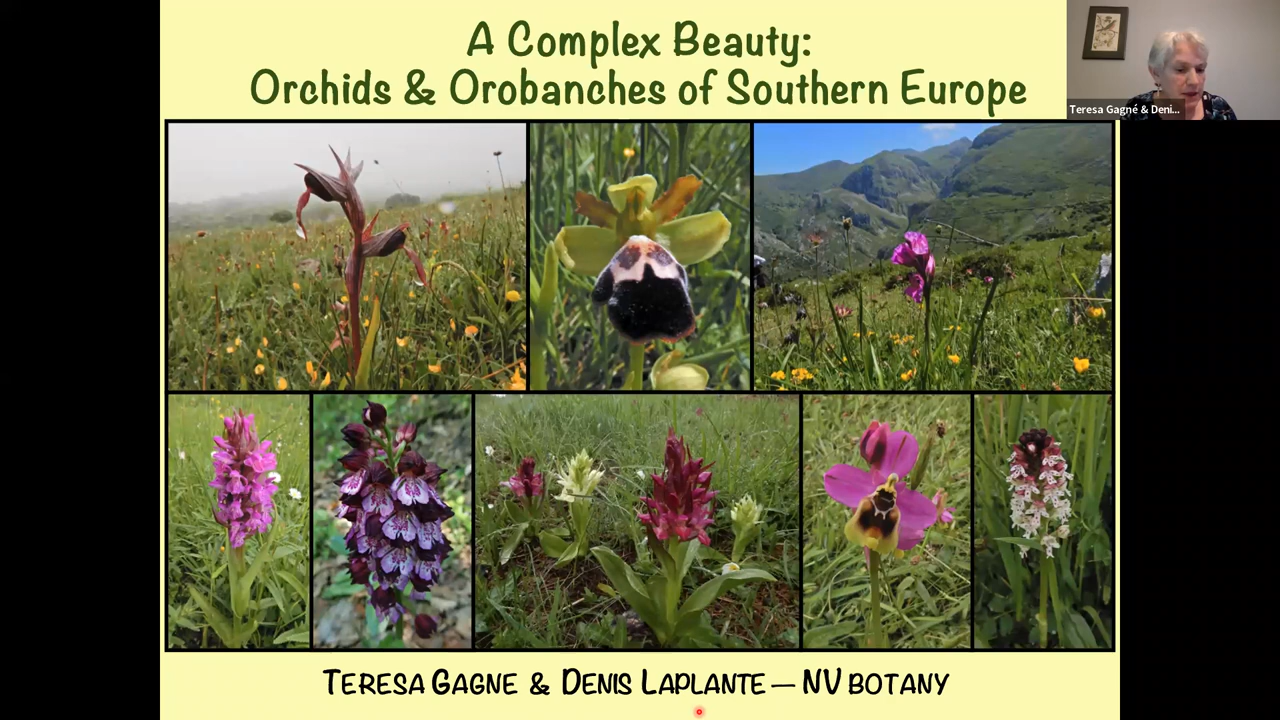 A Complex Beauty:
Orchids & Orobanches of Southern Europe
Teresa Gagné & Deni...
TERESA GAGNE & DENIS LAPLANTE — NV BOTANY